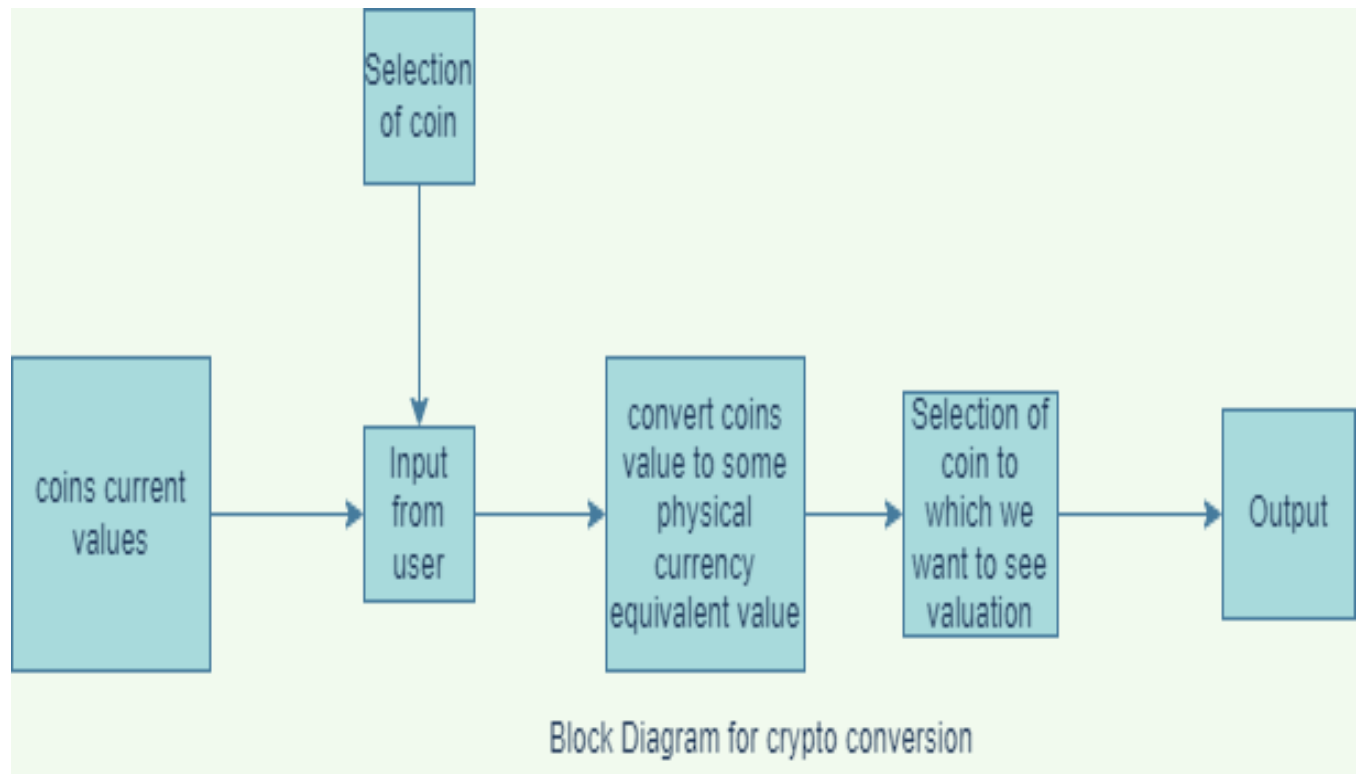 Selection
of coin
coins current
values
Input
from
user
convert coins
value to some
physical
currency
equivalent value
Selection of
coin to
which we
want to see
valuation
Output
Block Diagram for crypto conversion